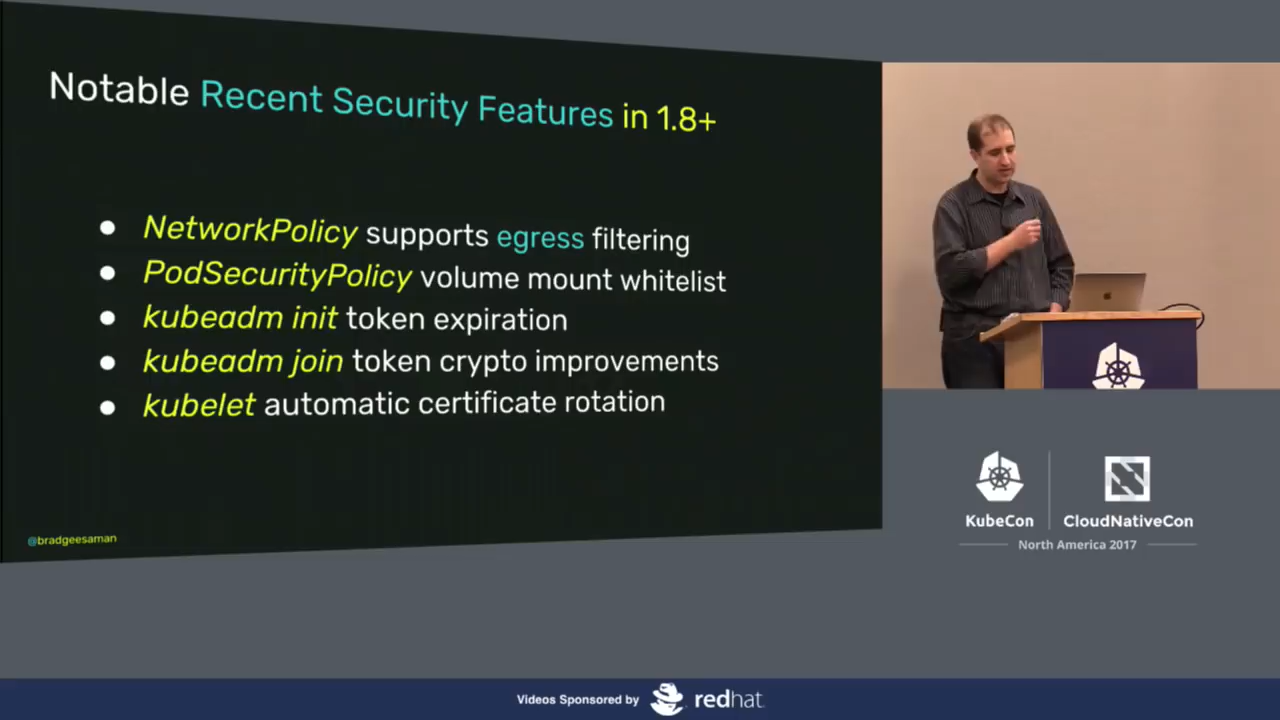 Notable Recent Security Features in 1.8+
NetworkPolicy supports egress filtering
PodSecurityPolicy volume mount whitelist
kubeadm init token expiration
kubeadm join token crypto improvements
kubelet automatic certificate rotation
@bradgeesaman
KubeCon
CloudNativeCon
North America 2017
Videos Sponsored by
redhat